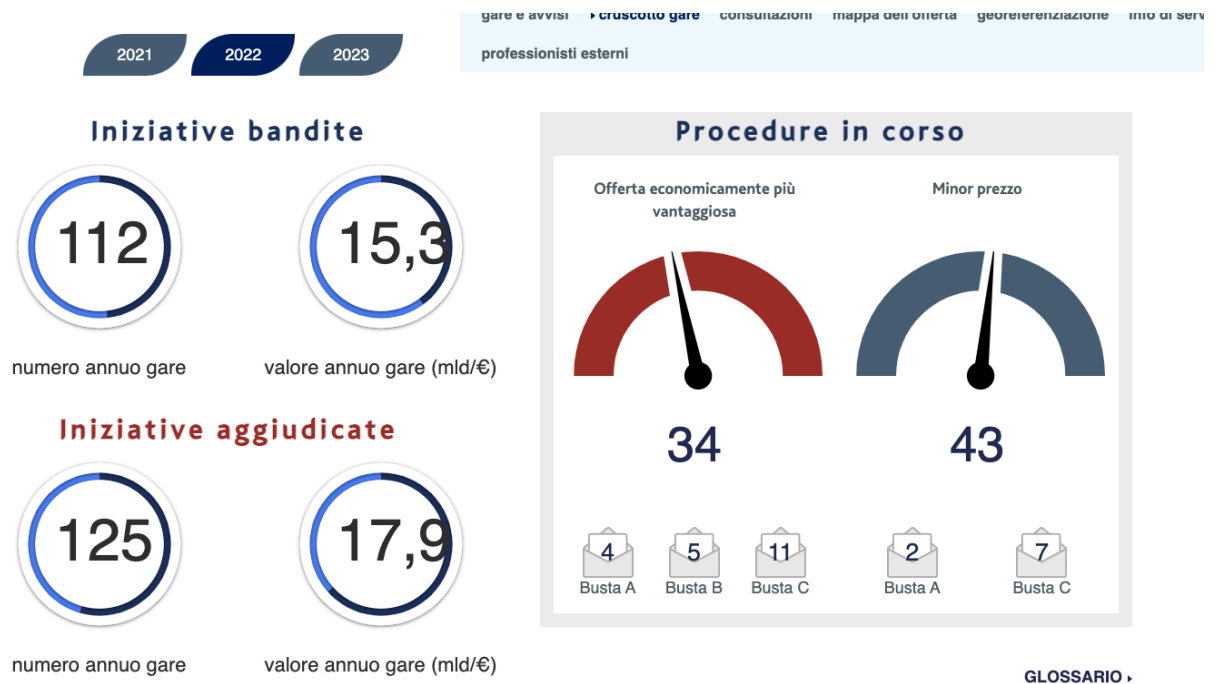 gare e avvisi cruscotto gare consultazioni mappa dell'offerta georeferenziazione info di serv
professionisti esterni
2021 2022 2023
Iniziative bandite
112 15,3
numero annuo gare valore annuo gare (mld/€)
Iniziative aggiudicate
125 17,9
numero annuo gare valore annuo gare (mld/€)
Procedure in corso
Offerta economicamente più
vantaggiosa
Minor prezzo
34 43
4 5 11 2 7
Busta A Busta B Busta C Busta A Busta C
GLOSSARIO